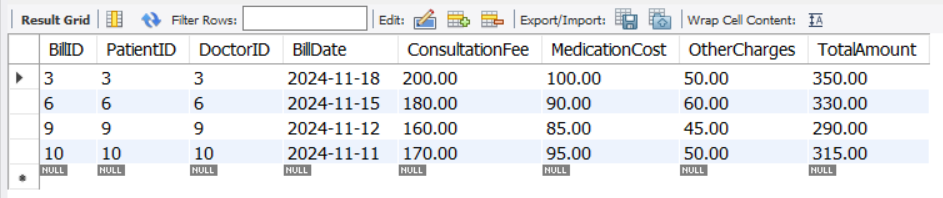 Result Grid Filter Rows: Edit: Export/Import: Wrap Cell Content: IA
BillID PatientID DoctorID BillDate ConsultationFee MedicationCost OtherCharges TotalAmount
3 3 3 2024-11-18 200.00 100.00 50.00 350.00
6 6 6 2024-11-15 180.00 90.00 60.00 330.00
9 9 9 2024-11-12 160.00 85.00 45.00 290.00
10 10 10 2024-11-11 170.00 95.00 50.00 315.00
NULL NULL NULL NULL NULL NULL NULL NULL